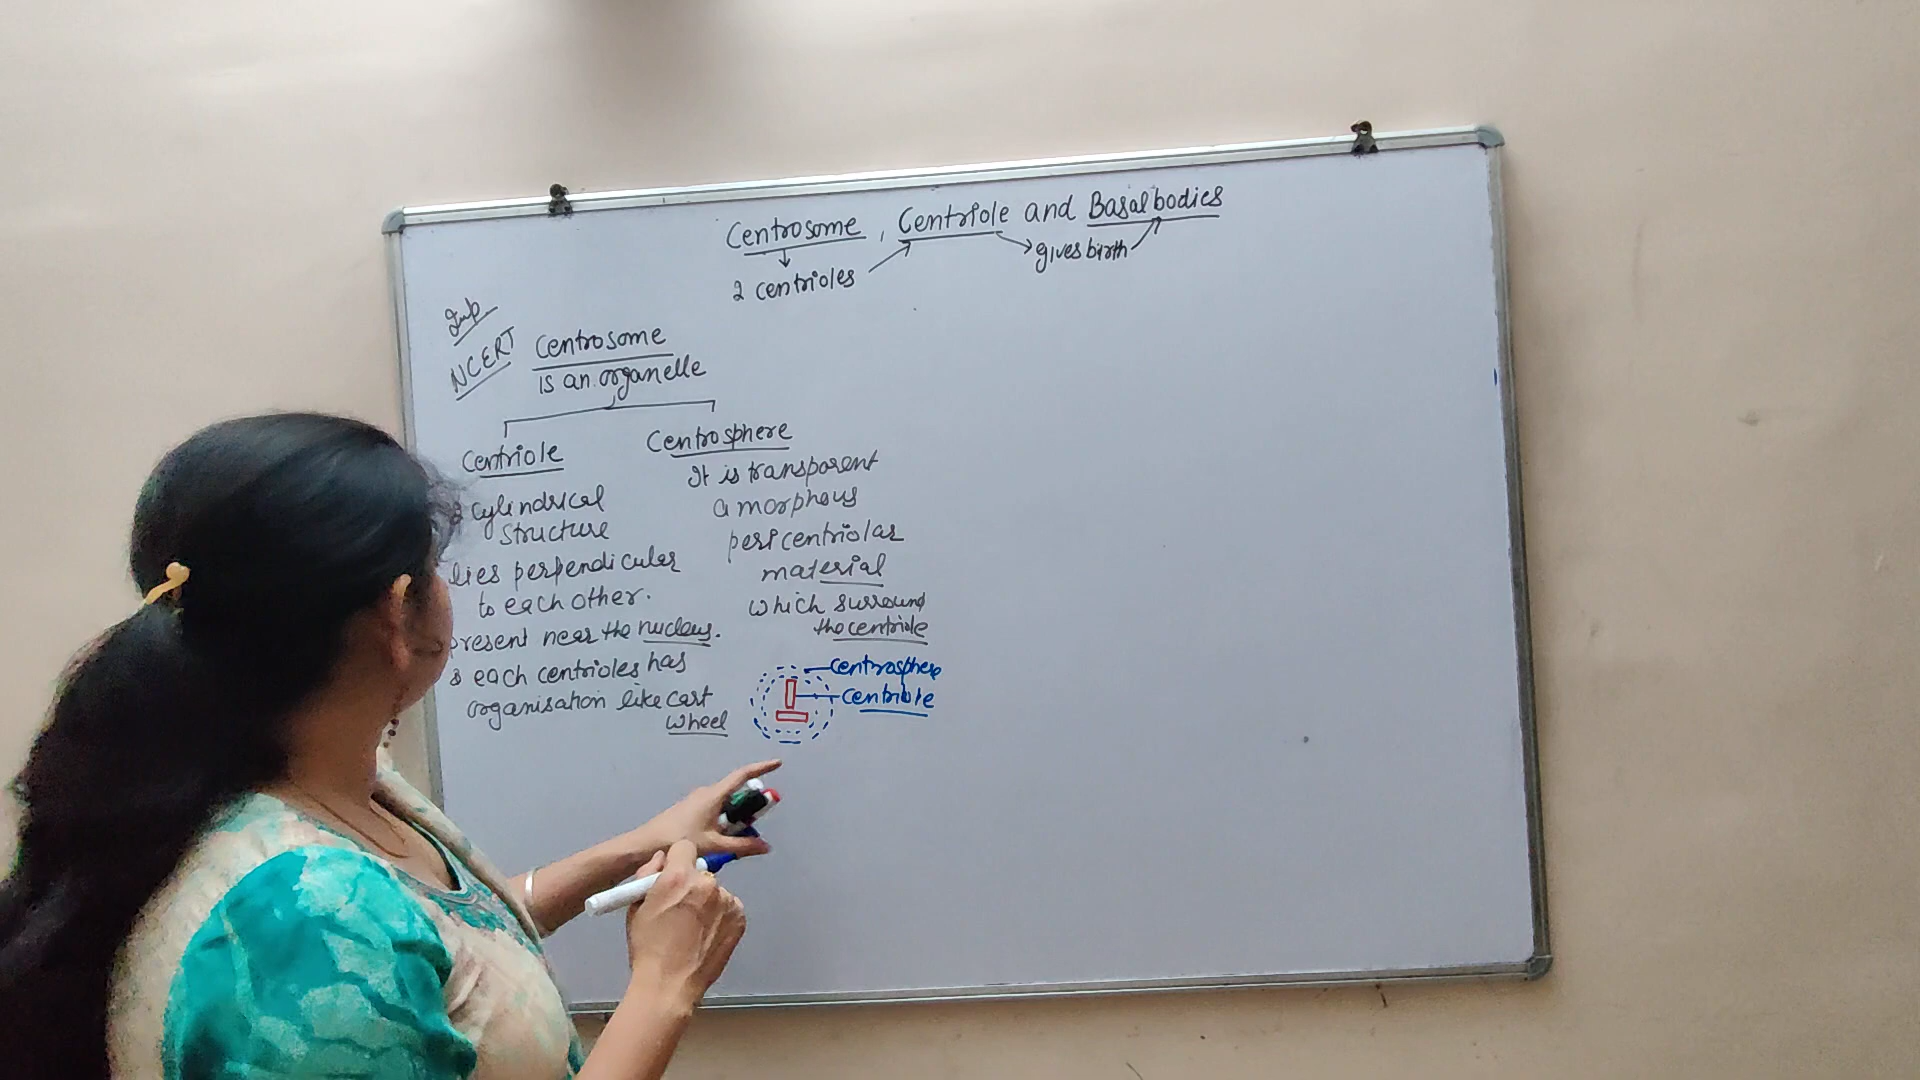 Centrosome, Centriole and Basal bodies
2 centrioles
gives birth
Imp
NCERT
Centrosome
is an organelle
Centriole
2 cylindrical
structure
lies perpendicular
to each other.
present near the nucleus.
& each centrioles has
organisation like cart
wheel
Centrosphere
It is transparent
amorphous
pericentriolar
material
which surround
the centriole
centrosphere
centriole